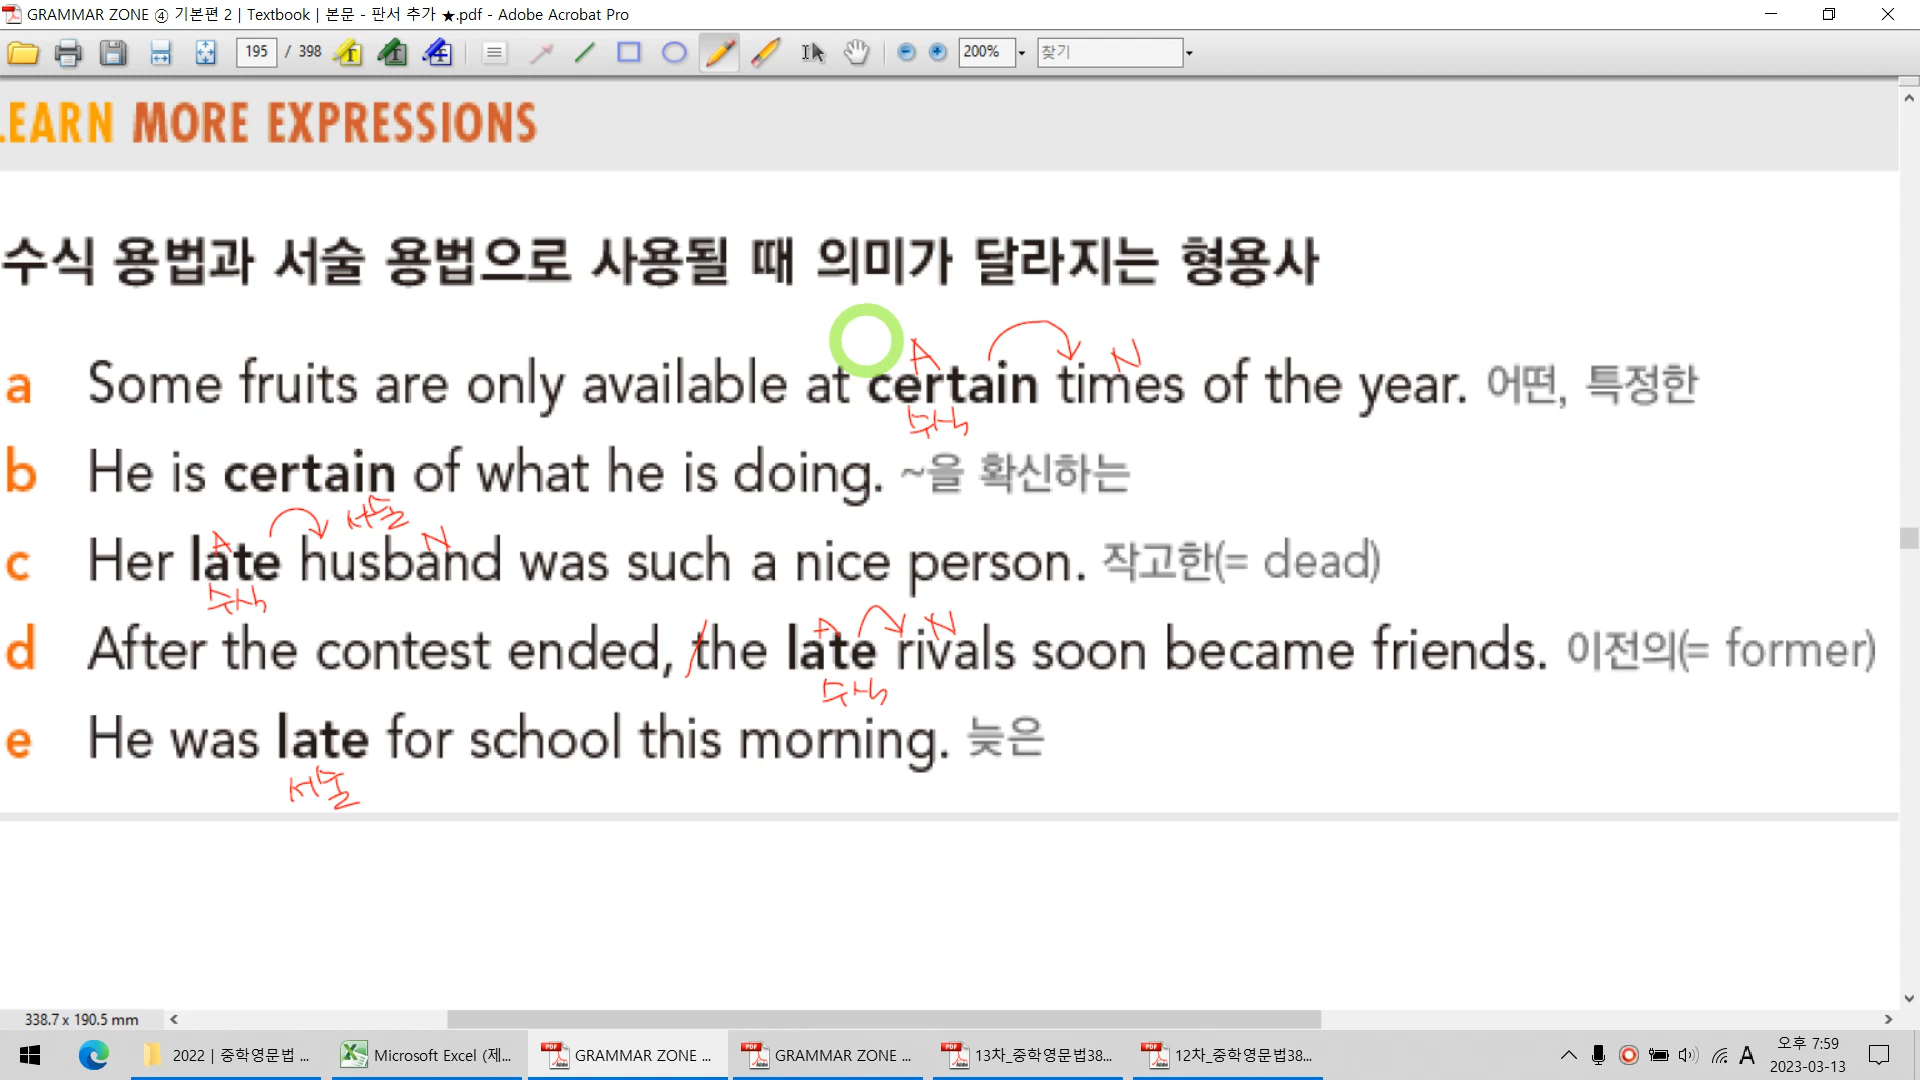 GRAMMAR ZONE ④ 기본편 2 | Textbook | 본문 - 판서 추가 ★.pdf - Adobe Acrobat Pro
195 / 398 200% 찾기
LEARN MORE EXPRESSIONS
수식 용법과 서술 용법으로 사용될 때 의미가 달라지는 형용사
A N
a Some fruits are only available at certain times of the year. 어떤, 특정한
수식
b He is certain of what he is doing. ~을 확신하는
서술
A N
c Her late husband was such a nice person. 작고한(= dead)
수식
A N
d After the contest ended, the late rivals soon became friends. 이전의(= former)
수식
e He was late for school this morning. 늦은
서술
338.7 x 190.5 mm
2022 | 중학영문법 ... Microsoft Excel (제... GRAMMAR ZONE ... GRAMMAR ZONE ... 13차_중학영문법38... 12차_중학영문법38... A 오후 7:59
2023-03-13